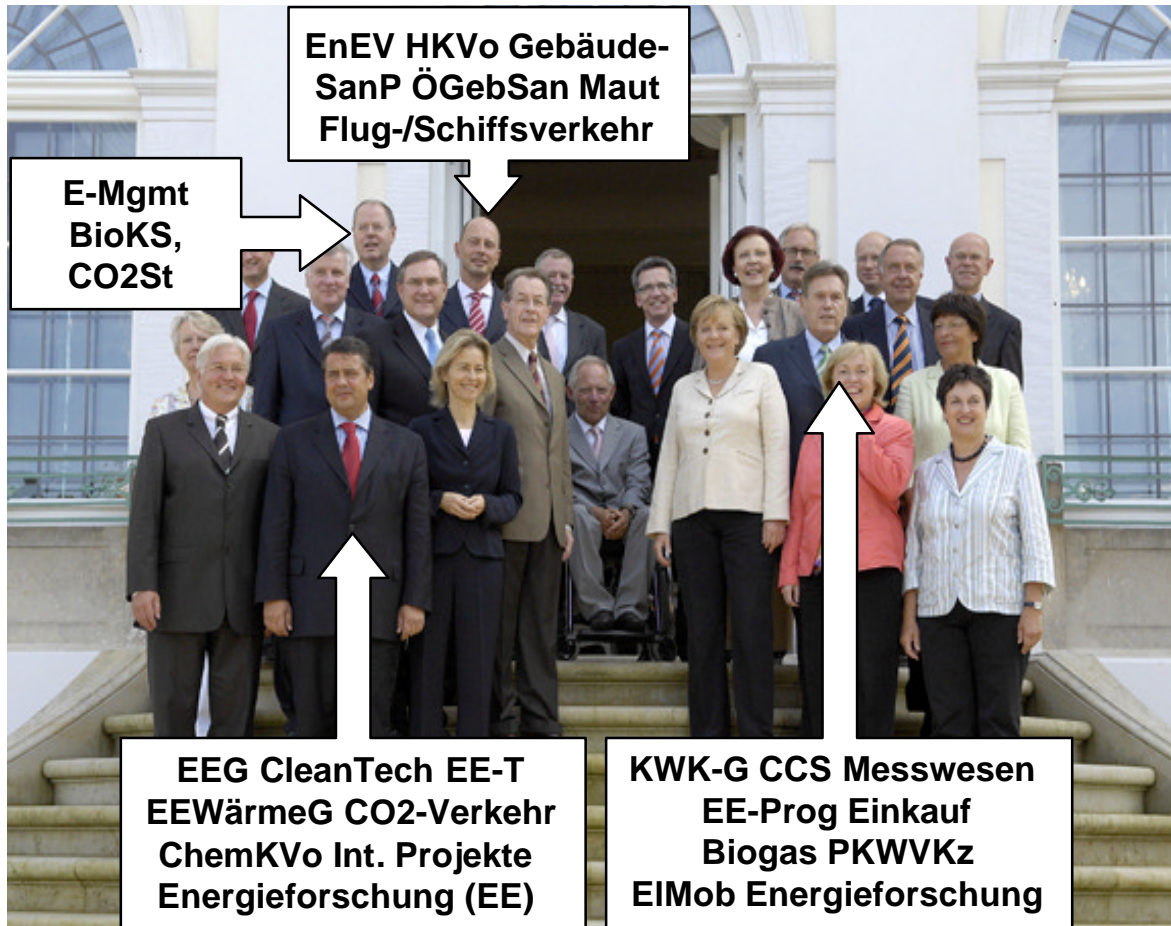 EnEV HKVo Gebäude-
SanP ÖGebSan Maut
Flug-/Schiffsverkehr
E-Mgmt
BioKS,
CO2St
EEG CleanTech EE-T
EEWärmeG CO2-Verkehr
ChemKVo Int. Projekte
Energieforschung (EE)
KWK-G CCS Messwesen
EE-Prog Einkauf
Biogas PKWVKz
ElMob Energieforschung